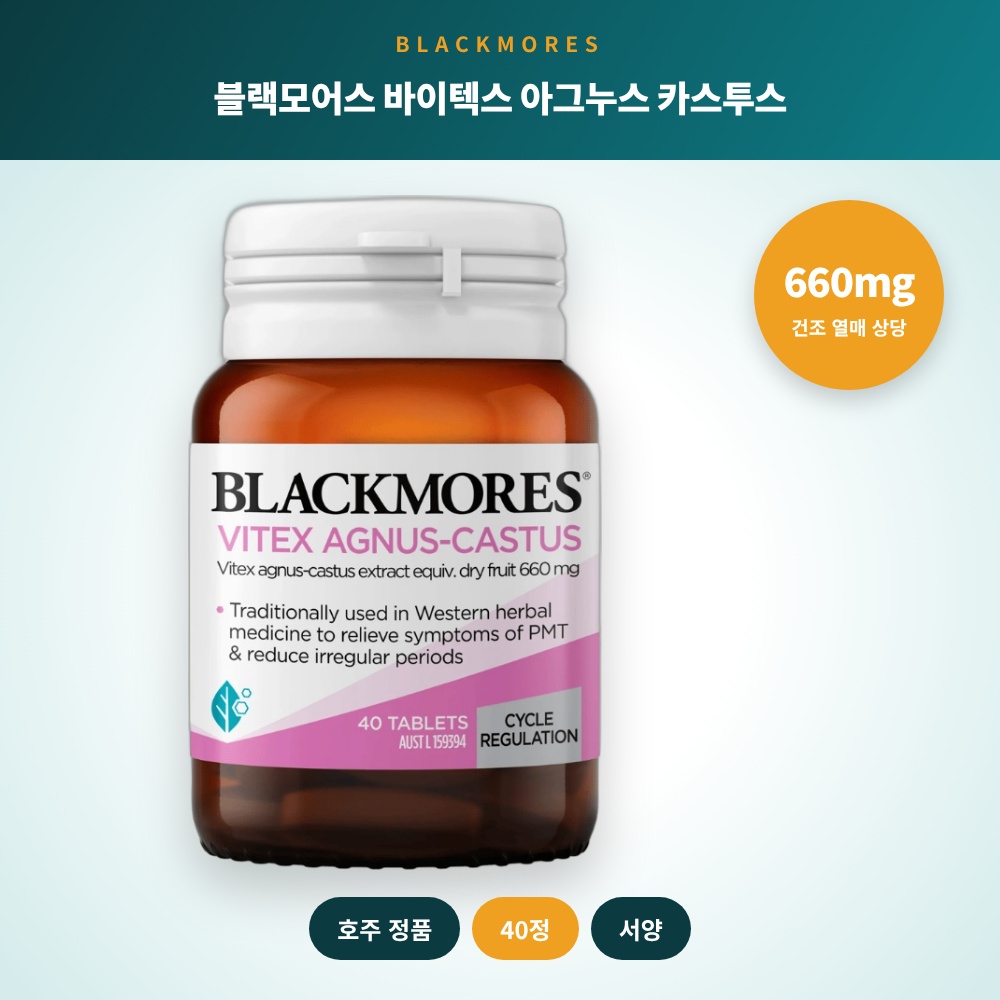 BLACKMORES
블랙모어스 바이텍스 아그누스 카스투스
660mg
건조 열매 상당
BLACKMORES®
VITEX AGNUS-CASTUS
Vitex agnus-castus extract equiv. dry fruit 660 mg
• Traditionally used in Western herbal
medicine to relieve symptoms of PMT
& reduce irregular periods
40 TABLETS
AUST L 159394
CYCLE
REGULATION
호주 정품
40정
서양